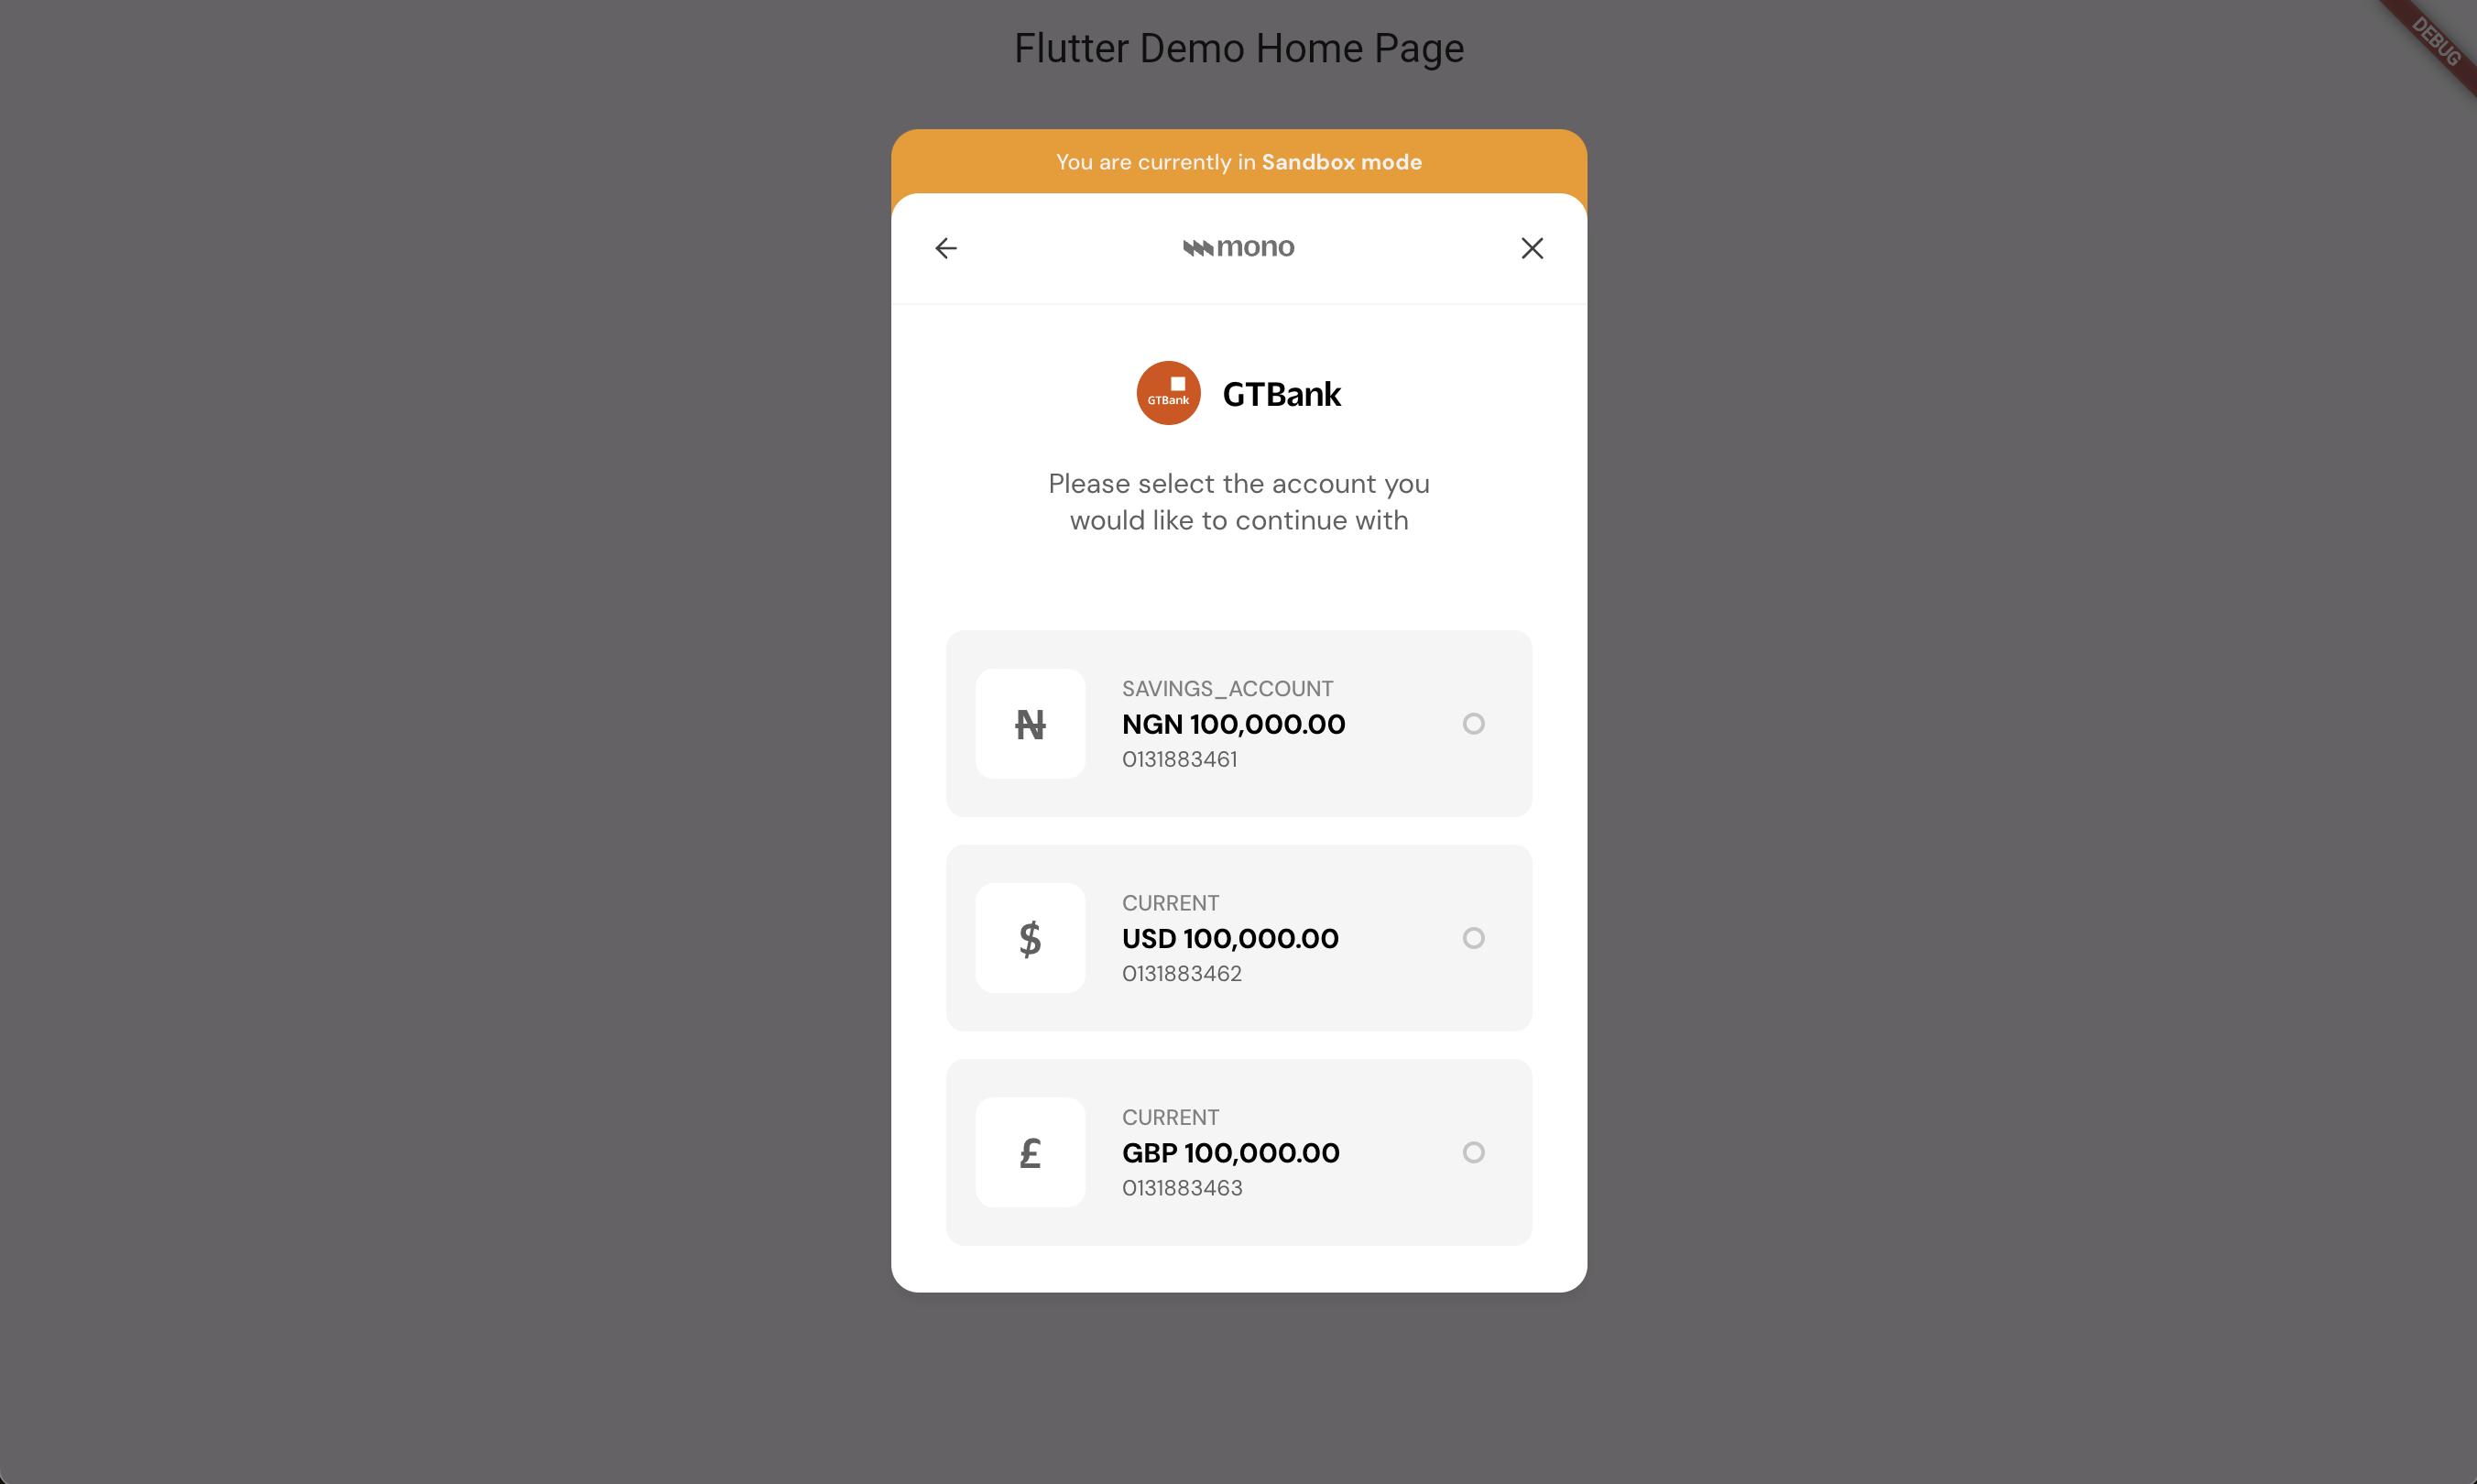 Flutter Demo Home Page
DEBUG
You are currently in Sandbox mode
mono
GTBank
GTBank
Please select the account you
would like to continue with
₦
SAVINGS_ACCOUNT
NGN 100,000.00
0131883461
$
CURRENT
USD 100,000.00
0131883462
£
CURRENT
GBP 100,000.00
0131883463